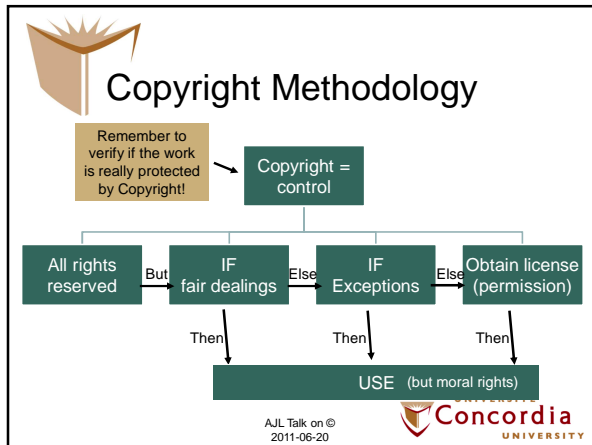 Copyright Methodology
Remember to
verify if the work
is really protected
by Copyright!
Copyright =
control
All rights
reserved
But
IF
fair dealings
Else
IF
Exceptions
Else
Obtain license
(permission)
Then
Then
Then
USE (but moral rights)
AJL Talk on ©
2011-06-20
UNIVERSITÉ
Concordia
UNIVERSITY